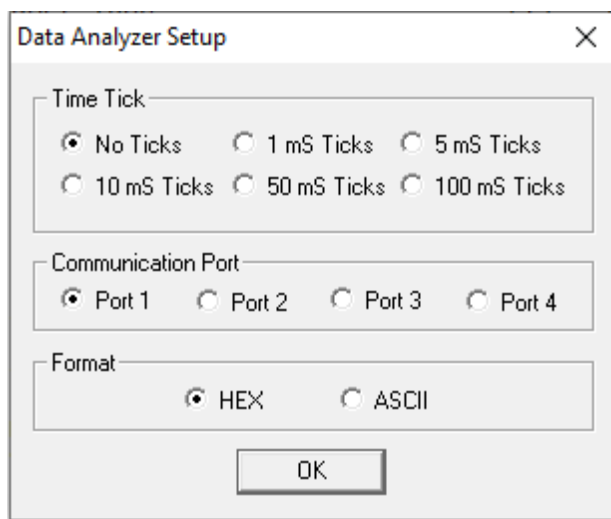 Data Analyzer Setup
Time Tick
No Ticks 1 mS Ticks 5 mS Ticks
10 mS Ticks 50 mS Ticks 100 mS Ticks
Communication Port
Port 1 Port 2 Port 3 Port 4
Format
HEX ASCII
OK